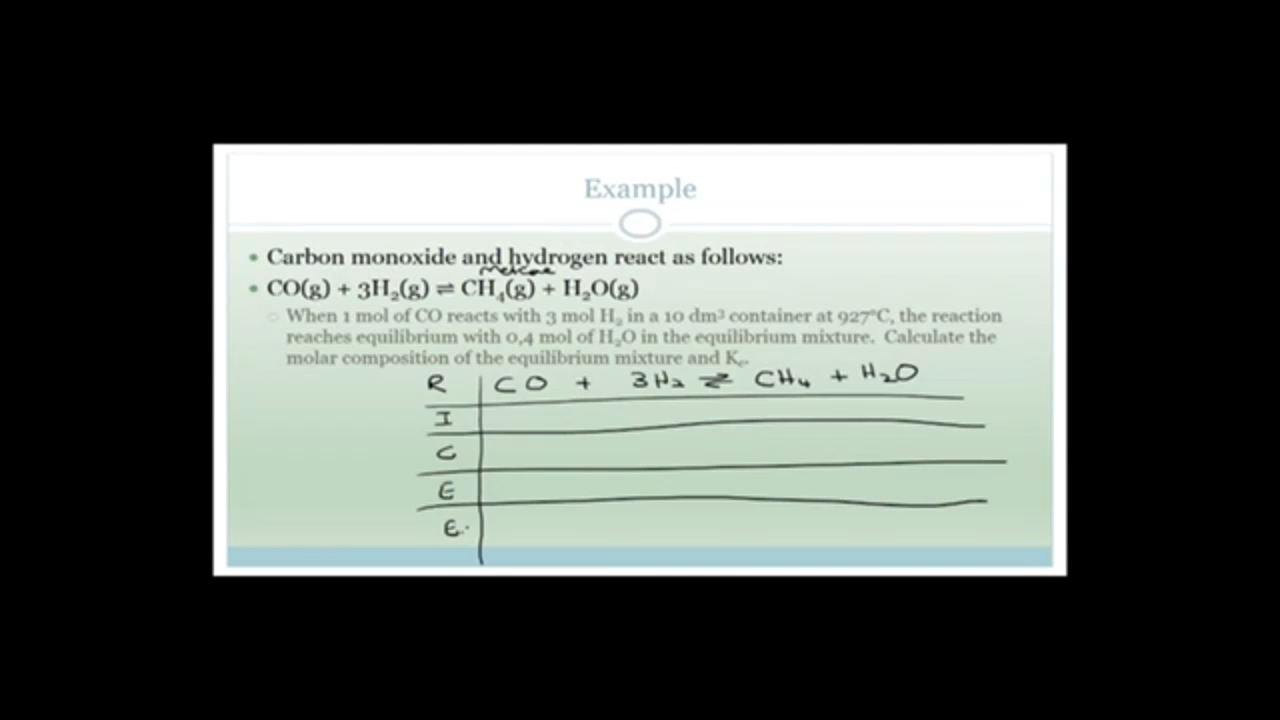 Example
Carbon monoxide and hydrogen react as follows:
CO(g) + 3H₂(g) ⇌ CH₄(g) + H₂O(g)
When 1 mol of CO reacts with 3 mol H₂ in a 10 dm³ container at 927°C, the reaction
reaches equilibrium with 0,4 mol of H₂O in the equilibrium mixture. Calculate the
molar composition of the equilibrium mixture and K
R CO + 3H₂ ⇌ CH₄ + H₂O
I
C
E
E.